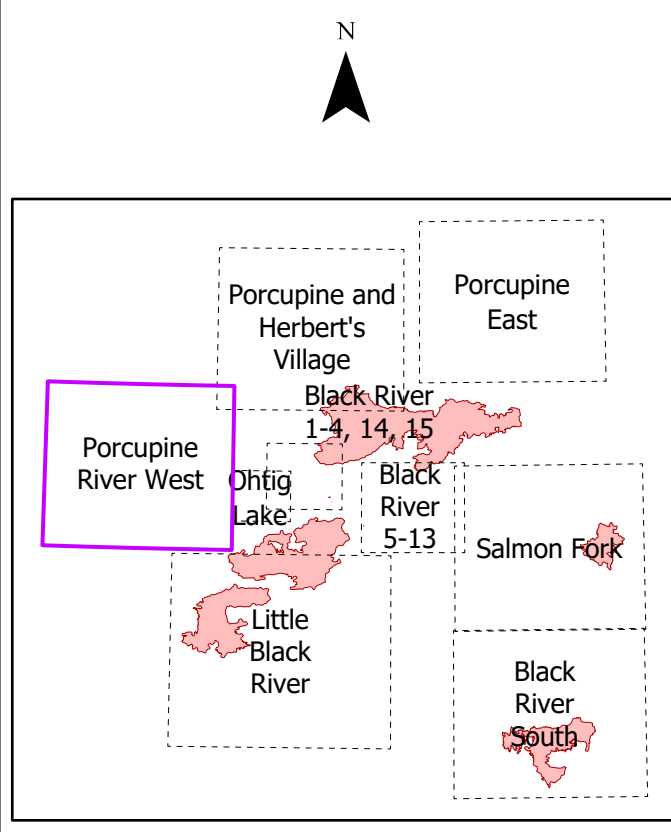 N
Porcupine and
Herbert's
Village
Porcupine
East
Black River
1-4, 14, 15
Porcupine
River West
Ohtig
Lake
Black
River
5-13
Salmon Fork
Little
Black
River
Black
River
South